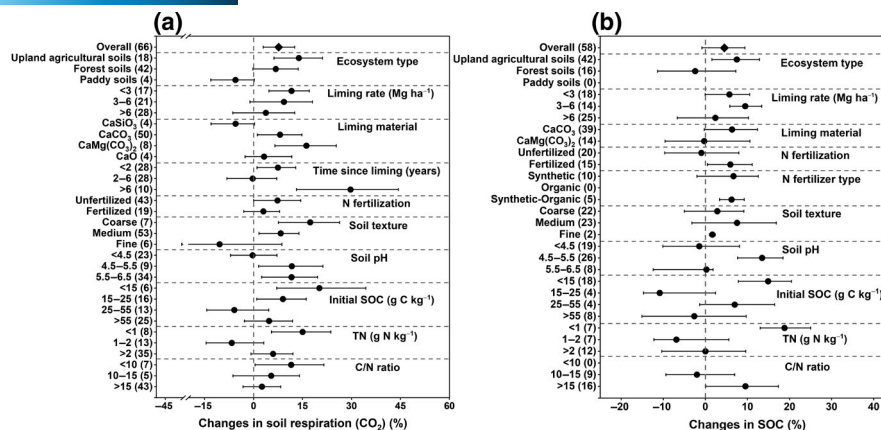 (a)
Overall (66)
Upland agricultural soils (18)
Ecosystem type
Forest soils (42)
Paddy soils (4)
<3 (17)
Liming rate (Mg ha⁻¹)
3–6 (21)
>6 (28)
CaSiO₃ (4)
Liming material
CaCO₃ (50)
CaMg(CO₃)₂ (8)
CaO (4)
<2 (28)
Time since liming (years)
2–6 (28)
>6 (10)
Unfertilized (43)
N fertilization
Fertilized (19)
Coarse (7)
Soil texture
Medium (53)
Fine (6)
<4.5 (23)
Soil pH
4.5–5.5 (9)
5.5–6.5 (34)
<15 (6)
Initial SOC (g C kg⁻¹)
15–25 (16)
25–55 (13)
>55 (25)
<1 (8)
TN (g N kg⁻¹)
1–2 (13)
>2 (35)
<10 (7)
C/N ratio
10–15 (5)
>15 (43)
–45 –15 0 15 30 45 60
Changes in soil respiration (CO₂) (%)
(b)
Overall (58)
Upland agricultural soils (42)
Ecosystem type
Forest soils (16)
Paddy soils (0)
<3 (18)
Liming rate (Mg ha⁻¹)
3–6 (14)
>6 (25)
CaCO₃ (39)
Liming material
CaMg(CO₃)₂ (14)
Unfertilized (20)
N fertilization
Fertilized (15)
Synthetic (10)
N fertilizer type
Organic (0)
Synthetic-Organic (5)
Coarse (22)
Soil texture
Medium (23)
Fine (2)
<4.5 (19)
Soil pH
4.5–5.5 (26)
5.5–6.5 (8)
<15 (18)
Initial SOC (g C kg⁻¹)
15–25 (4)
25–55 (4)
>55 (8)
<1 (7)
TN (g N kg⁻¹)
1–2 (7)
>2 (12)
<10 (0)
C/N ratio
10–15 (9)
>15 (16)
–20 –10 0 10 20 30 40
Changes in SOC (%)